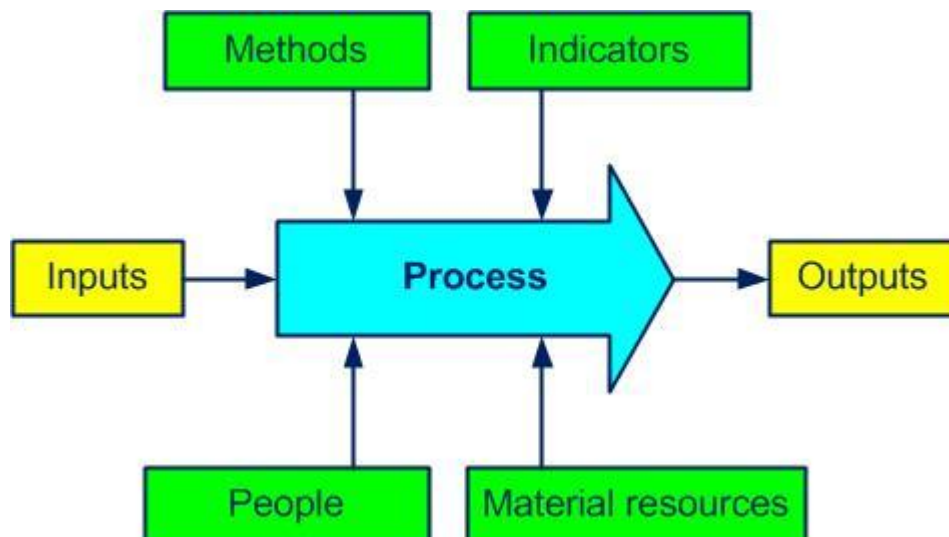 Methods
Indicators
Inputs
Process
Outputs
People
Material resources